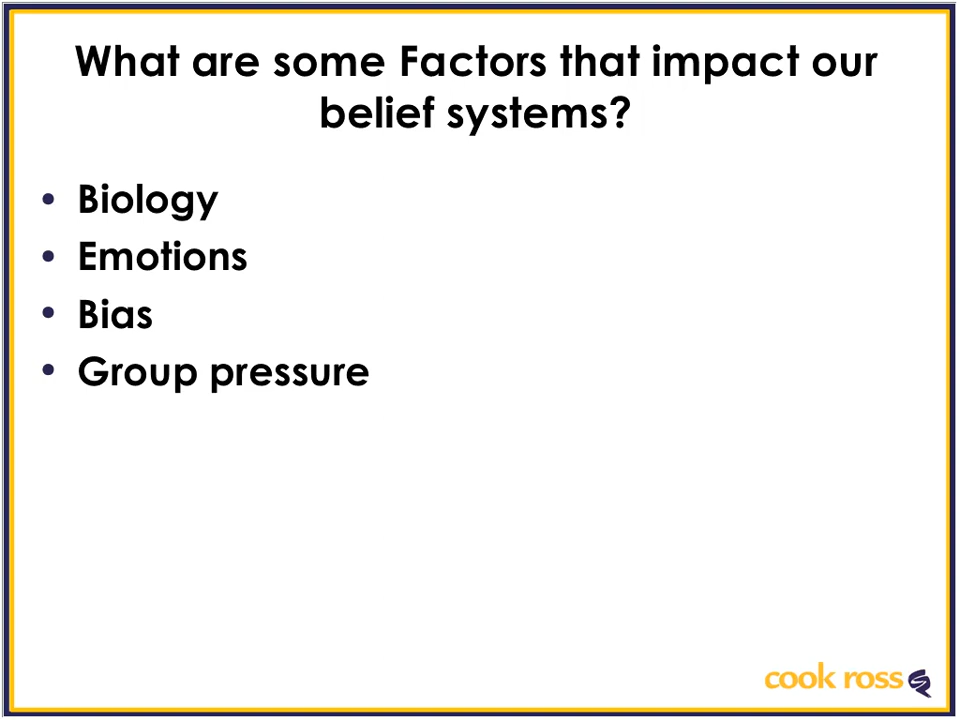 What are some Factors that impact our
belief systems?
• Biology
• Emotions
• Bias
• Group pressure
cook ross